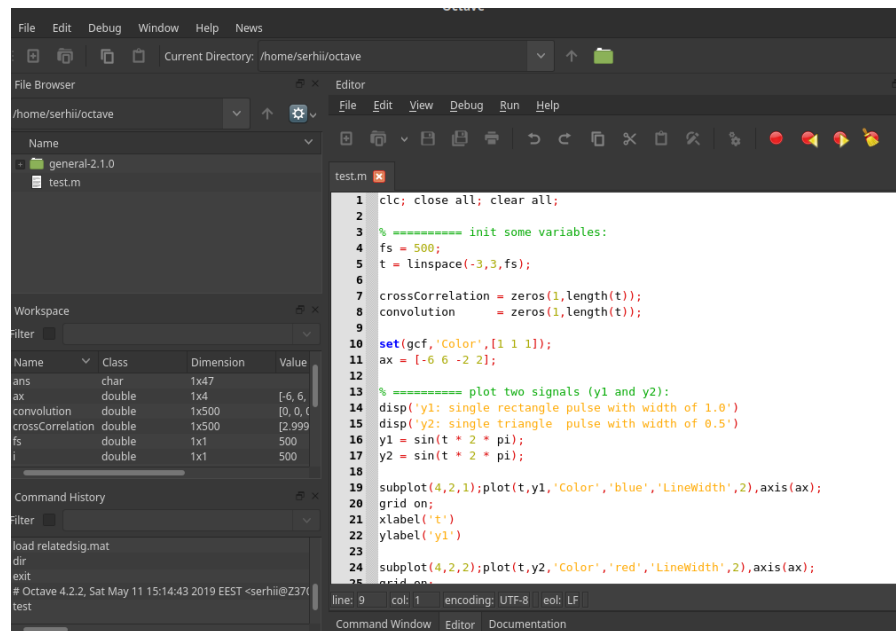 Octave
File Edit Debug Window Help News
Current Directory: /home/serhii/octave
File Browser
/home/serhii/octave
Name
general-2.1.0
test.m
Workspace
Filter
Name Class Dimension Value
ans char 1x47
ax double 1x4 [-6, 6,
convolution double 1x500 [0, 0, 0
crossCorrelation double 1x500 [2.999
fs double 1x1 500
i double 1x1 500
Command History
Filter
load relatedsig.mat
dir
exit
# Octave 4.2.2, Sat May 11 15:14:43 2019 EEST <serhii@Z370
test
Editor
File Edit View Debug Run Help
test.m
1 clc; close all; clear all;
2
3 % ========== init some variables:
4 fs = 500;
5 t = linspace(-3,3,fs);
6
7 crossCorrelation = zeros(1,length(t));
8 convolution      = zeros(1,length(t));
9
10 set(gcf,'Color',[1 1 1]);
11 ax = [-6 6 -2 2];
12
13 % ========== plot two signals (y1 and y2):
14 disp('y1: single rectangle pulse with width of 1.0')
15 disp('y2: single triangle  pulse with width of 0.5')
16 y1 = sin(t * 2 * pi);
17 y2 = sin(t * 2 * pi);
18
19 subplot(4,2,1);plot(t,y1,'Color','blue','LineWidth',2),axis(ax);
20 grid on;
21 xlabel('t')
22 ylabel('y1')
23
24 subplot(4,2,2);plot(t,y2,'Color','red','LineWidth',2),axis(ax);
25 grid on;
line: 9 col: 1 encoding: UTF-8 eol: LF
Command Window Editor Documentation